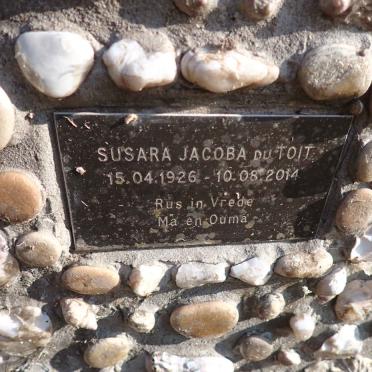 SUSARA JACOBA DU TOIT
15.04.1926 - 10.08.2014
Rus in Vrede
Ma en Ouma